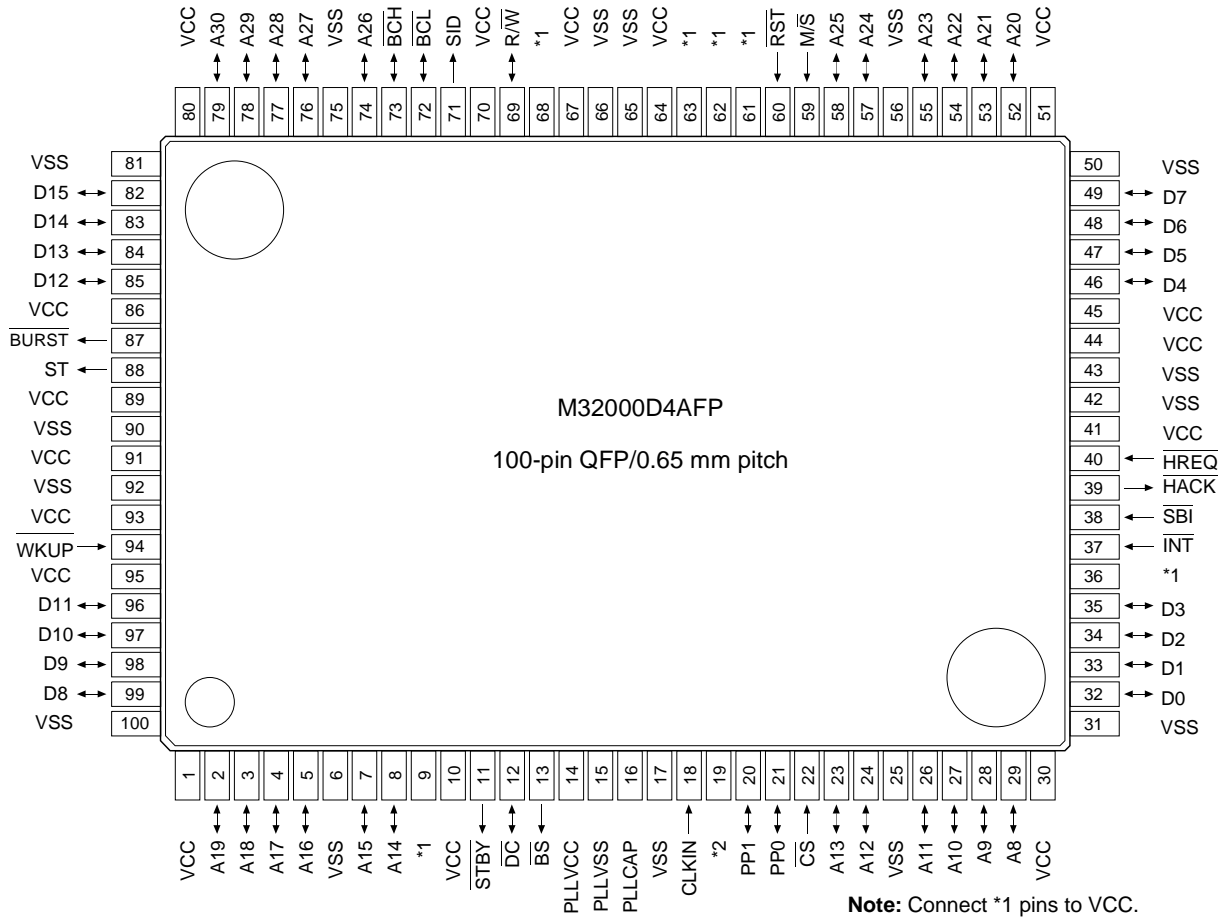 VCC
A30
A29
A28
A27
VSS
A26
BCH
BCL
SID
VCC
R/W
*1
VCC
VSS
VSS
VCC
*1
*1
*1
RST
M/S
A25
A24
VSS
A23
A22
A21
A20
VCC
80
79
78
77
76
75
74
73
72
71
70
69
68
67
66
65
64
63
62
61
60
59
58
57
56
55
54
53
52
51
VSS 81
D15 82
D14 83
D13 84
D12 85
VCC 86
BURST 87
ST 88
VCC 89
VSS 90
VCC 91
VSS 92
VCC 93
WKUP 94
VCC 95
D11 96
D10 97
D9 98
D8 99
VSS 100
M32000D4AFP
100-pin QFP/0.65 mm pitch
50 VSS
49 D7
48 D6
47 D5
46 D4
45 VCC
44 VCC
43 VSS
42 VSS
41 VCC
40 HREQ
39 HACK
38 SBI
37 INT
36 *1
35 D3
34 D2
33 D1
32 D0
31 VSS
1
2
3
4
5
6
7
8
9
10
11
12
13
14
15
16
17
18
19
20
21
22
23
24
25
26
27
28
29
30
VCC
A19
A18
A17
A16
VSS
A15
A14
*1
VCC
STBY
DC
BS
PLLVCC
PLLVSS
PLLCAP
VSS
CLKIN
*2
PP1
PP0
CS
A13
A12
VSS
A11
A10
A9
A8
VCC
Note: Connect *1 pins to VCC.